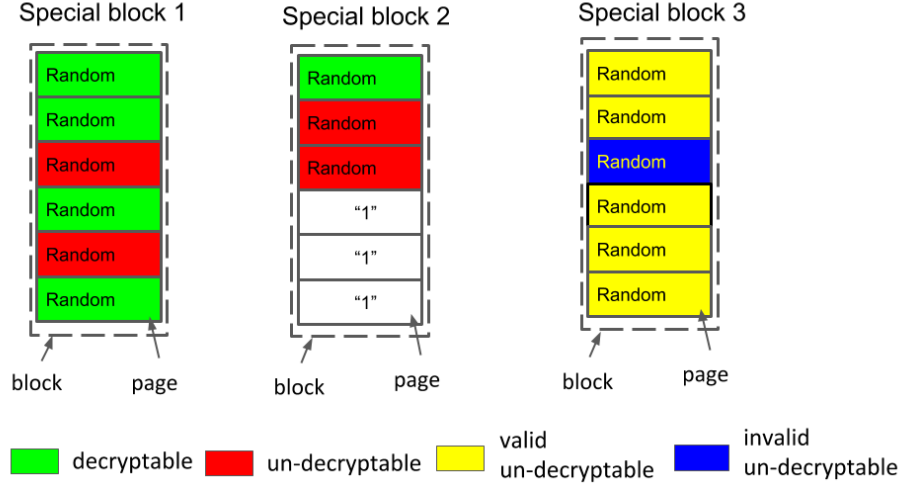 Special block 1
Random
Random
Random
Random
Random
Random
block
page
Special block 2
Random
Random
Random
“1”
“1”
“1”
block
page
Special block 3
Random
Random
Random
Random
Random
Random
block
page
decryptable
un-decryptable
valid
un-decryptable
invalid
un-decryptable